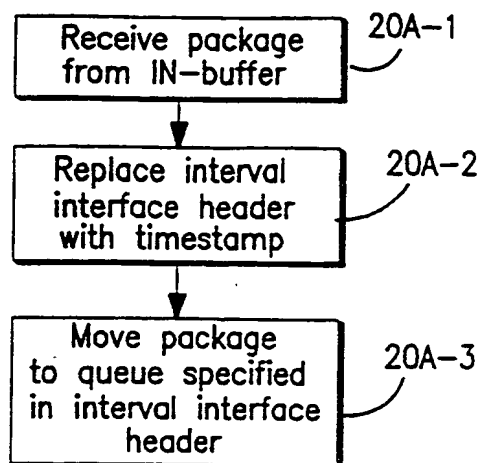 Receive package
from IN-buffer
20A-1
Replace interval
interface header
with timestamp
20A-2
Move package
to queue specified
in interval interface
header
20A-3